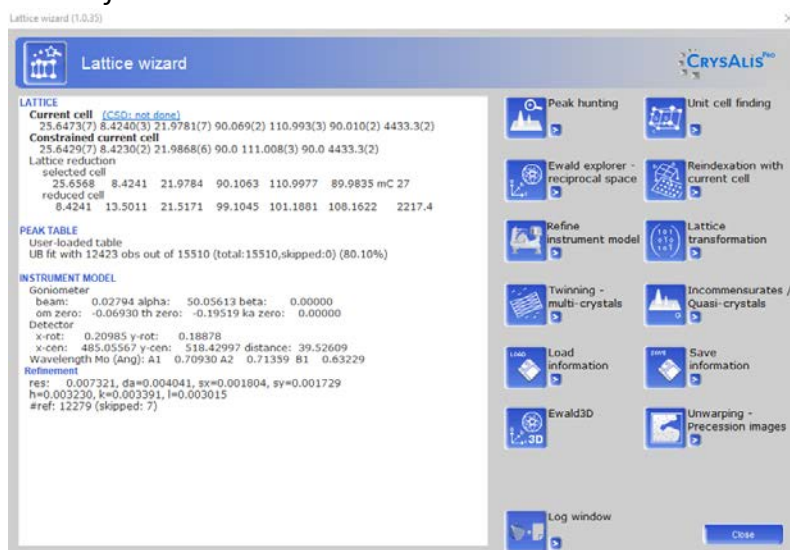 Lattice wizard (1.0.35)
Lattice wizard
CRYSALIS PRO
LATTICE
Current cell (CSD: not done)
25.6473(7) 8.4240(3) 21.9781(7) 90.069(2) 110.993(3) 90.010(2) 4433.3(2)
Constrained current cell
25.6429(7) 8.4230(2) 21.9868(6) 90.0 111.008(3) 90.0 4433.3(2)
Lattice reduction
selected cell
25.6568 8.4241 21.9784 90.1063 110.9977 89.9835 mC 27
reduced cell
8.4241 13.5011 21.5171 99.1045 101.1881 108.1622 2217.4
PEAK TABLE
User-loaded table
UB fit with 12423 obs out of 15510 (total:15510,skipped:0) (80.10%)
INSTRUMENT MODEL
Goniometer
beam: 0.02794 alpha: 50.05613 beta: 0.00000
om zero: -0.06930 th zero: -0.19519 ka zero: 0.00000
Detector
x-rot: 0.20985 y-rot: 0.18878
x-cen: 485.05567 y-cen: 518.42997 distance: 39.52609
Wavelength Mo (Ang): A1 0.70930 A2 0.71359 B1 0.63229
Refinement
res: 0.007321, da=0.004041, sx=0.001804, sy=0.001729
h=0.003230, k=0.003391, l=0.003015
#ref: 12279 (skipped: 7)
Peak hunting
Unit cell finding
Ewald explorer -
reciprocal space
Reindexation with
current cell
Refine
instrument model
Lattice
transformation
Twinning -
multi-crystals
Incommensurates /
Quasi-crystals
LOAD
Load
information
SAVE
Save
information
3D
Ewald3D
Unwarping -
Precession images
Log window
Close